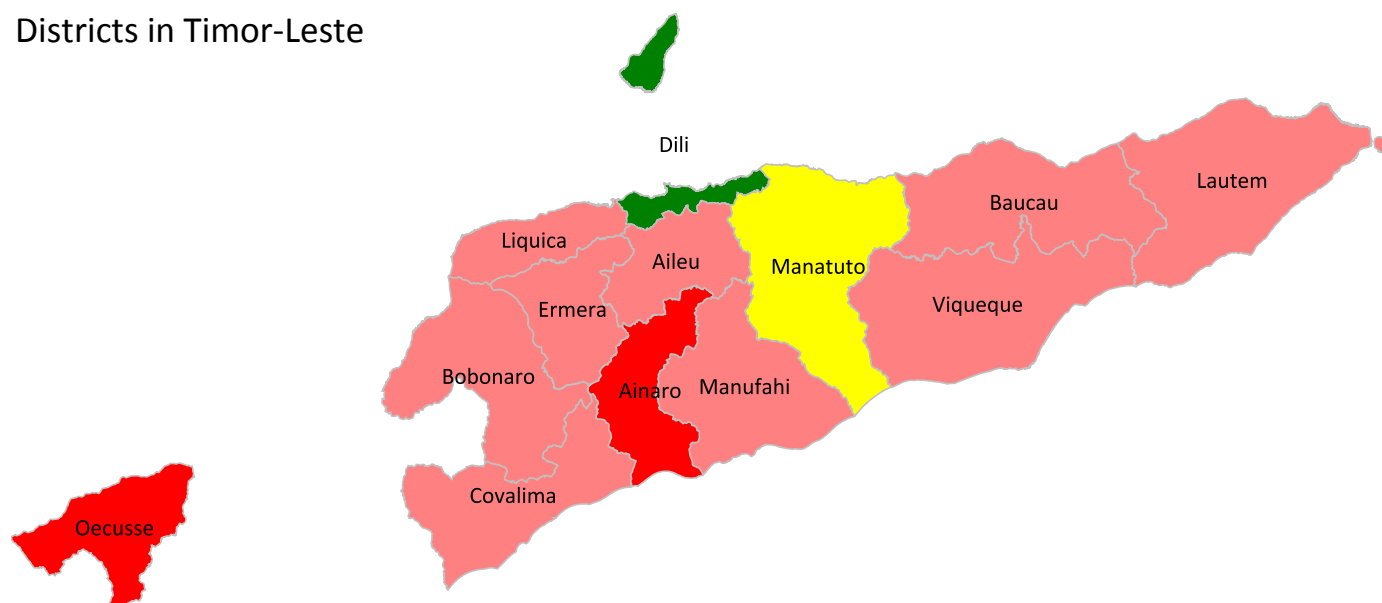 Districts in Timor-Leste
Dili
Lautem
Baucau
Liquica
Aileu
Manatuto
Viqueque
Ermera
Bobonaro
Ainaro
Manufahi
Covalima
Oecusse